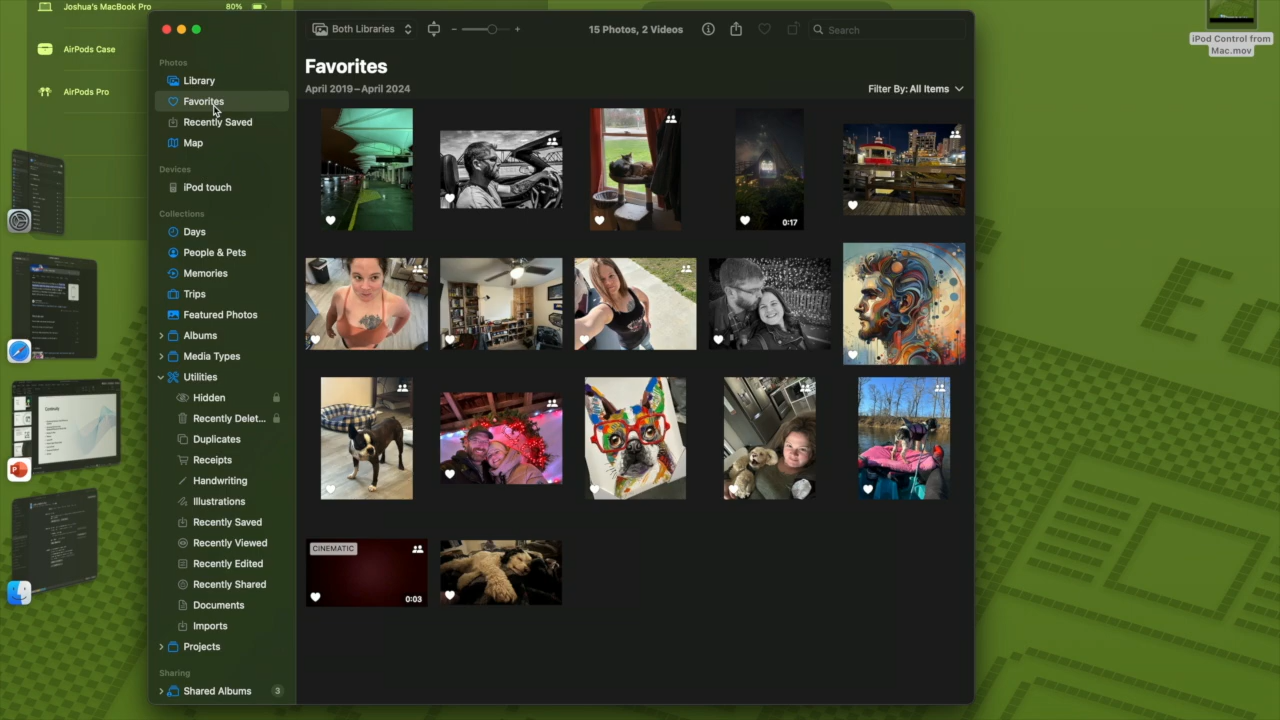 Joshua's MacBook Pro
80%
AirPods Case
AirPods Pro
iPod Control from
Mac.mov
Both Libraries
15 Photos, 2 Videos
Search
Favorites
April 2019 – April 2024
Filter By: All Items
Photos
Library
Favorites
Recently Saved
Map
Devices
iPod touch
Collections
Days
People & Pets
Memories
Trips
Featured Photos
Albums
Media Types
Utilities
Hidden
Recently Delet...
Duplicates
Receipts
Handwriting
Illustrations
Recently Saved
Recently Viewed
Recently Edited
Recently Shared
Documents
Imports
Projects
Sharing
Shared Albums
3
0:17
CINEMATIC
0:03